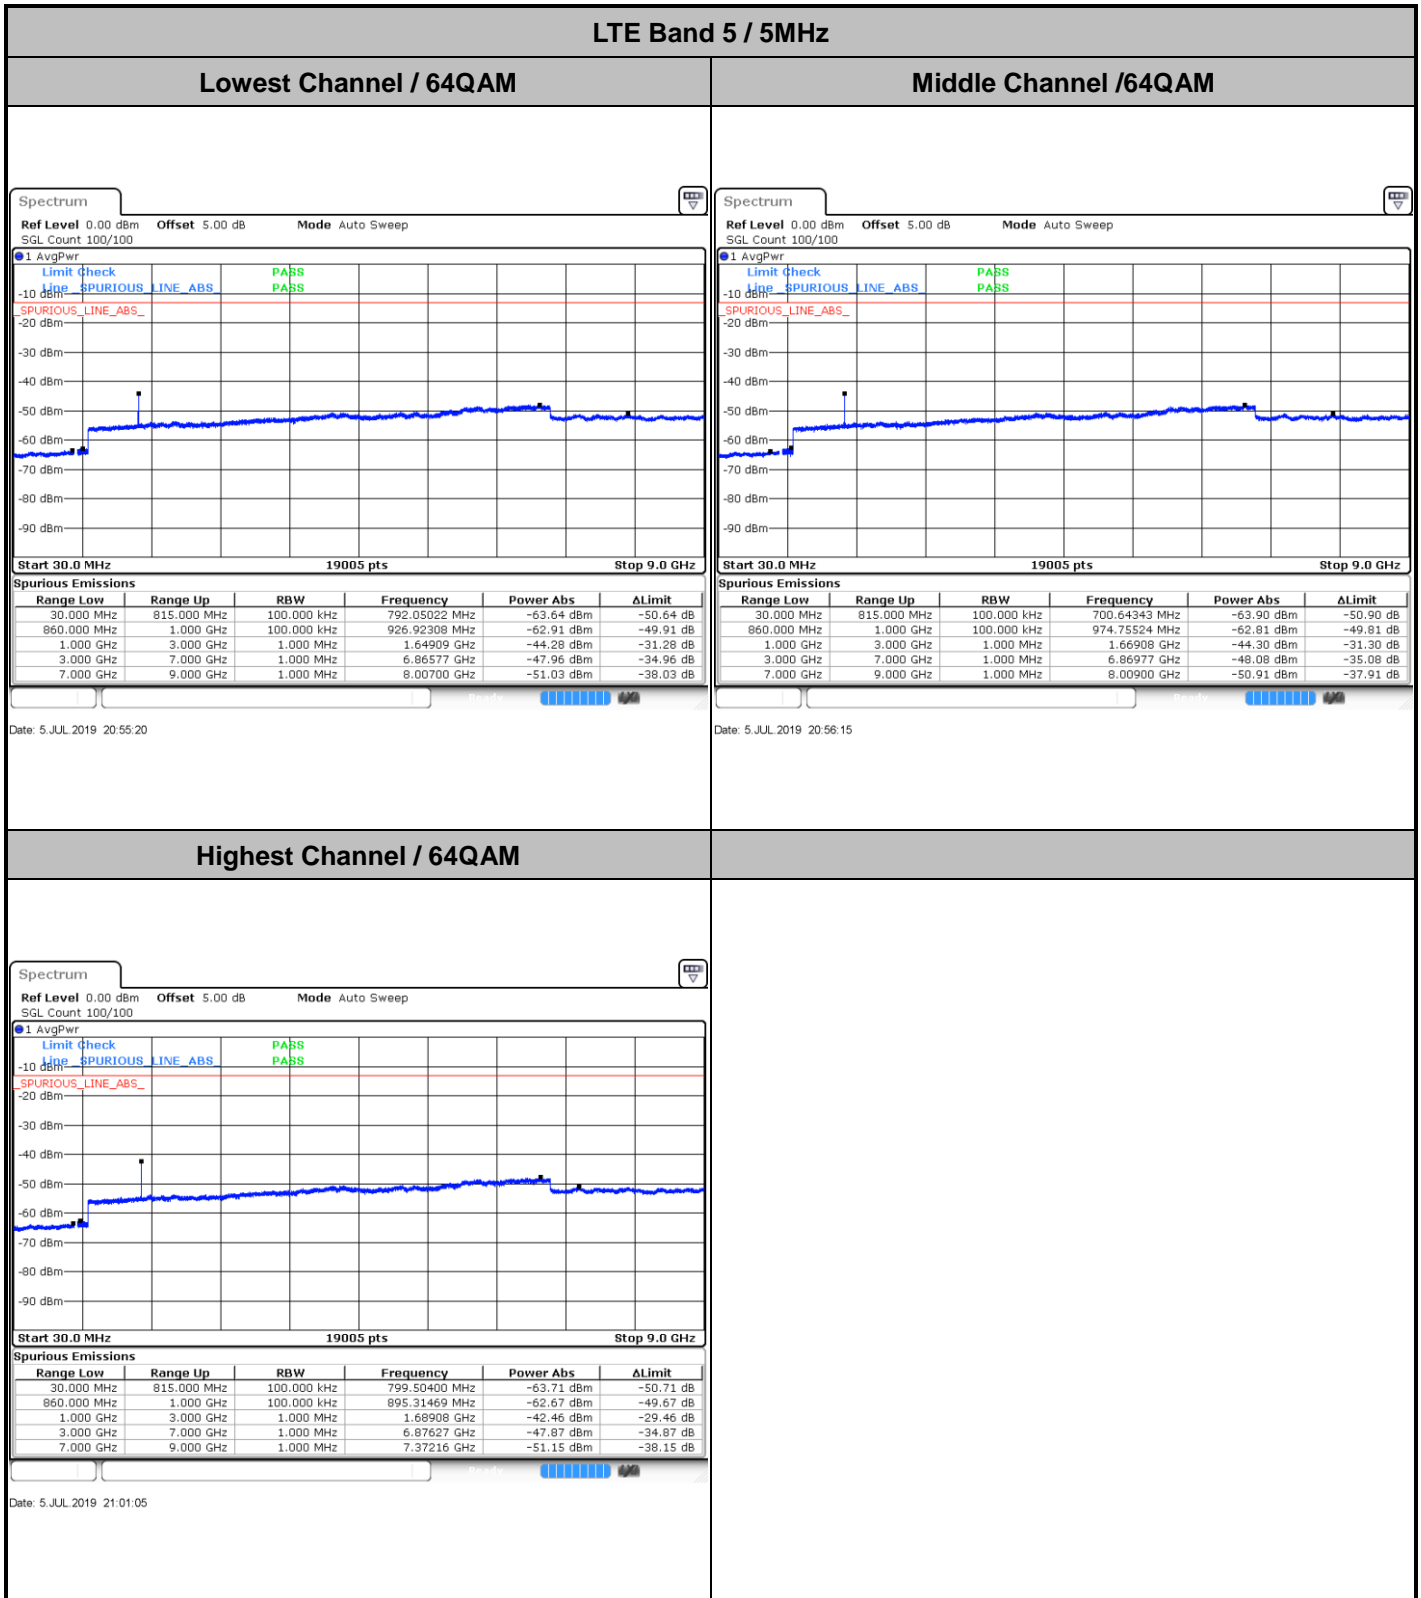 LTE Band 5 / 5MHz
Lowest Channel / 64QAM
Middle Channel /64QAM
Spectrum
Ref Level 0.00 dBm Offset 5.00 dB Mode Auto Sweep
SGL Count 100/100
1 AvgPwr
Limit Check PASS
Line _SPURIOUS_LINE_ABS_ PASS
-10 dBm
_SPURIOUS_LINE_ABS_
-20 dBm
-30 dBm
-40 dBm
-50 dBm
-60 dBm
-70 dBm
-80 dBm
-90 dBm
Start 30.0 MHz 19005 pts Stop 9.0 GHz
Spurious Emissions
Range Low Range Up RBW Frequency Power Abs ΔLimit
30.000 MHz 815.000 MHz 100.000 kHz 792.05022 MHz -63.64 dBm -50.64 dB
860.000 MHz 1.000 GHz 100.000 kHz 926.92308 MHz -62.91 dBm -49.91 dB
1.000 GHz 3.000 GHz 1.000 MHz 1.64909 GHz -44.28 dBm -31.28 dB
3.000 GHz 7.000 GHz 1.000 MHz 6.86577 GHz -47.96 dBm -34.96 dB
7.000 GHz 9.000 GHz 1.000 MHz 8.00700 GHz -51.03 dBm -38.03 dB
Ready
Date: 5.JUL.2019 20:55:20
Spectrum
Ref Level 0.00 dBm Offset 5.00 dB Mode Auto Sweep
SGL Count 100/100
1 AvgPwr
Limit Check PASS
Line _SPURIOUS_LINE_ABS_ PASS
-10 dBm
_SPURIOUS_LINE_ABS_
-20 dBm
-30 dBm
-40 dBm
-50 dBm
-60 dBm
-70 dBm
-80 dBm
-90 dBm
Start 30.0 MHz 19005 pts Stop 9.0 GHz
Spurious Emissions
Range Low Range Up RBW Frequency Power Abs ΔLimit
30.000 MHz 815.000 MHz 100.000 kHz 700.64343 MHz -63.90 dBm -50.90 dB
860.000 MHz 1.000 GHz 100.000 kHz 974.75524 MHz -62.81 dBm -49.81 dB
1.000 GHz 3.000 GHz 1.000 MHz 1.66908 GHz -44.30 dBm -31.30 dB
3.000 GHz 7.000 GHz 1.000 MHz 6.86977 GHz -48.08 dBm -35.08 dB
7.000 GHz 9.000 GHz 1.000 MHz 8.00900 GHz -50.91 dBm -37.91 dB
Ready
Date: 5.JUL.2019 20:56:15
Highest Channel / 64QAM
Spectrum
Ref Level 0.00 dBm Offset 5.00 dB Mode Auto Sweep
SGL Count 100/100
1 AvgPwr
Limit Check PASS
Line _SPURIOUS_LINE_ABS_ PASS
-10 dBm
_SPURIOUS_LINE_ABS_
-20 dBm
-30 dBm
-40 dBm
-50 dBm
-60 dBm
-70 dBm
-80 dBm
-90 dBm
Start 30.0 MHz 19005 pts Stop 9.0 GHz
Spurious Emissions
Range Low Range Up RBW Frequency Power Abs ΔLimit
30.000 MHz 815.000 MHz 100.000 kHz 799.50400 MHz -63.71 dBm -50.71 dB
860.000 MHz 1.000 GHz 100.000 kHz 895.31469 MHz -62.67 dBm -49.67 dB
1.000 GHz 3.000 GHz 1.000 MHz 1.68908 GHz -42.46 dBm -29.46 dB
3.000 GHz 7.000 GHz 1.000 MHz 6.87627 GHz -47.87 dBm -34.87 dB
7.000 GHz 9.000 GHz 1.000 MHz 7.37216 GHz -51.15 dBm -38.15 dB
Ready
Date: 5.JUL.2019 21:01:05